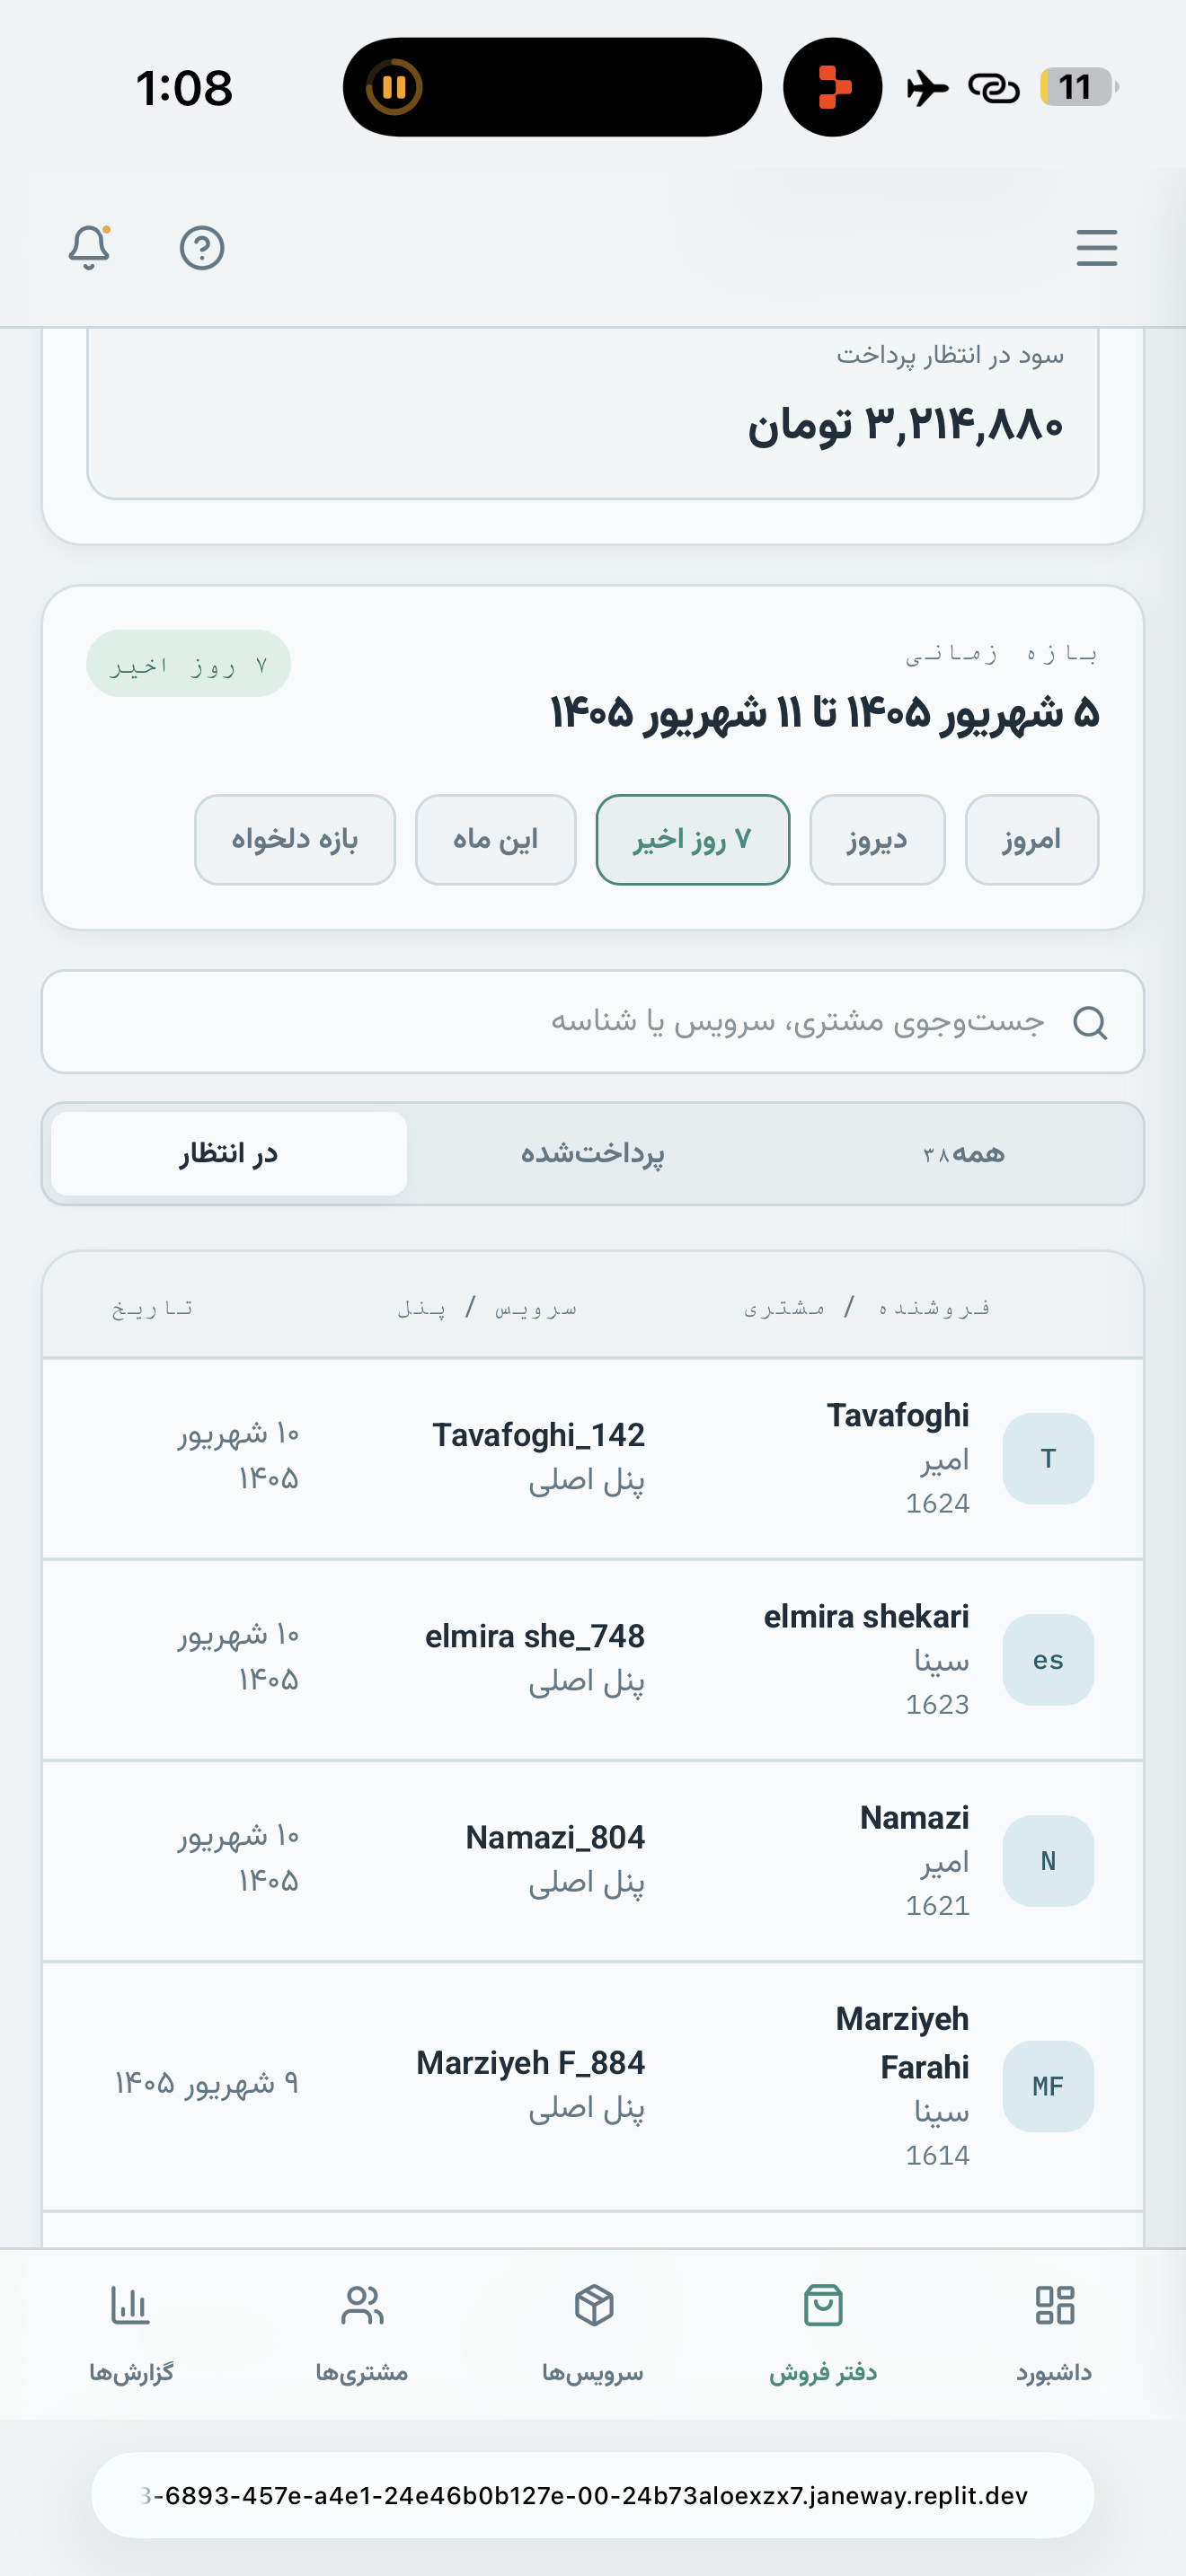 1:08
11
سود در انتظار پرداخت
۳,۲۱۴,۸۸۰ تومان
بازه زمانی
۷ روز اخیر
۵ شهریور ۱۴۰۵ تا ۱۱ شهریور ۱۴۰۵
امروز
دیروز
۷ روز اخیر
این ماه
بازه دلخواه
جست‌وجوی مشتری، سرویس یا شناسه
همه۳۸
پرداخت‌شده
در انتظار
فروشنده / مشتری
سرویس / پنل
تاریخ
T
Tavafoghi
امیر
1624
Tavafoghi_142
پنل اصلی
۱۰ شهریور
۱۴۰۵
es
elmira shekari
سینا
1623
elmira she_748
پنل اصلی
۱۰ شهریور
۱۴۰۵
N
Namazi
امیر
1621
Namazi_804
پنل اصلی
۱۰ شهریور
۱۴۰۵
MF
Marziyeh
Farahi
سینا
1614
Marziyeh F_884
پنل اصلی
۹ شهریور ۱۴۰۵
داشبورد
دفتر فروش
سرویس‌ها
مشتری‌ها
گزارش‌ها
3-6893-457e-a4e1-24e46b0b127e-00-24b73aloexzx7.janeway.replit.dev